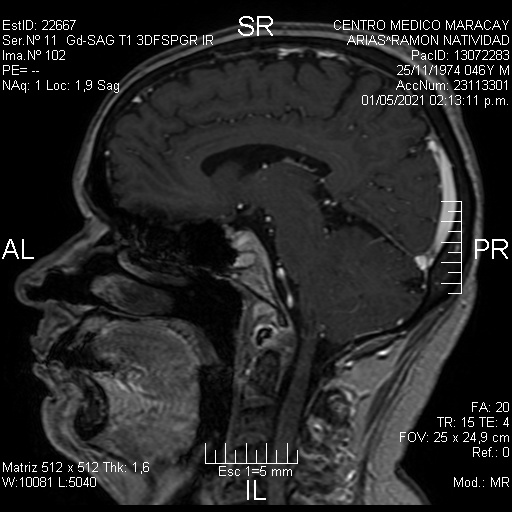 EstID: 22667
Ser.Nº 11 Gd-SAG T1 3DFSPGR IR
Ima.Nº 102
PE= --
NAq: 1 Loc: 1,9 Sag
SR
CENTRO MEDICO MARACAY
ARIAS^RAMON NATIVIDAD
PacID: 13072283
25/11/1974 046Y M
AccNum: 23113301
01/05/2021 02:13:11 p.m.
AL
PR
FA: 20
TR: 15 TE: 4
FOV: 25 x 24,9 cm
Ref.: 0
Mod.: MR
Matriz 512 x 512 Thk: 1,6
W:10081 L:5040
Esc 1=5 mm
IL